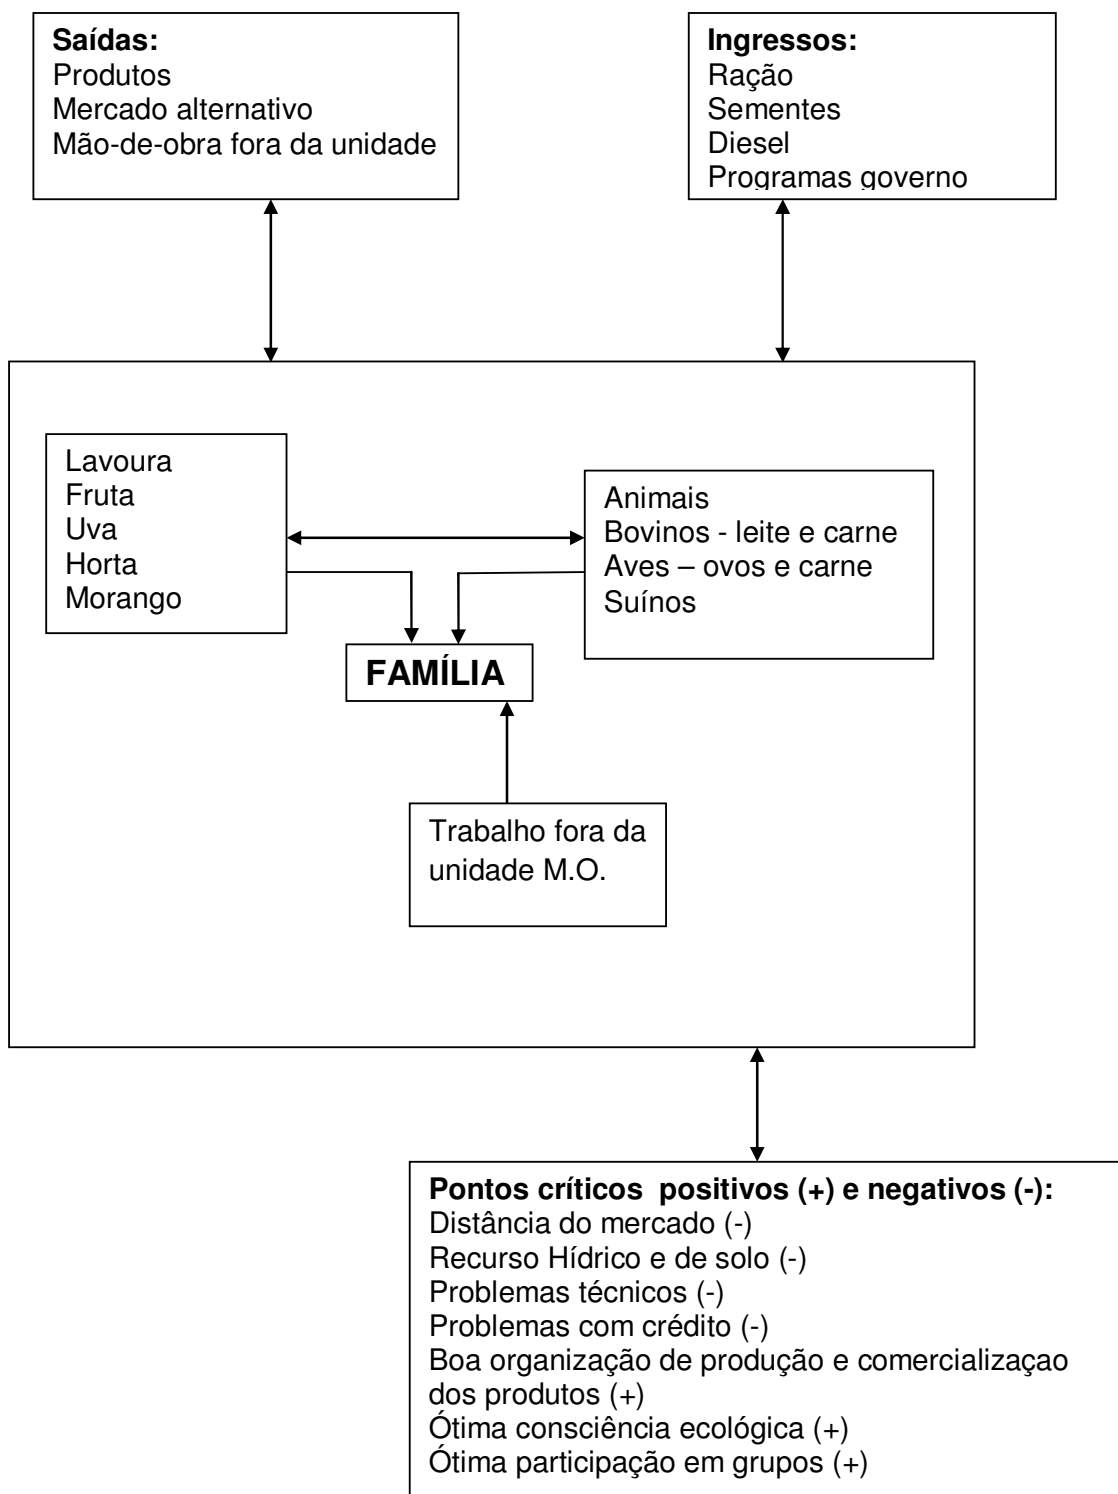 Saídas:
Produtos
Mercado alternativo
Mão-de-obra fora da unidade
Ingressos:
Ração
Sementes
Diesel
Programas governo
Lavoura
Fruta
Uva
Horta
Morango
Animais
Bovinos - leite e carne
Aves – ovos e carne
Suínos
FAMÍLIA
Trabalho fora da
unidade M.O.
Pontos críticos  positivos (+) e negativos (-):
Distância do mercado (-)
Recurso Hídrico e de solo (-)
Problemas técnicos (-)
Problemas com crédito (-)
Boa organização de produção e comercializaçao
dos produtos (+)
Ótima consciência ecológica (+)
Ótima participação em grupos (+)